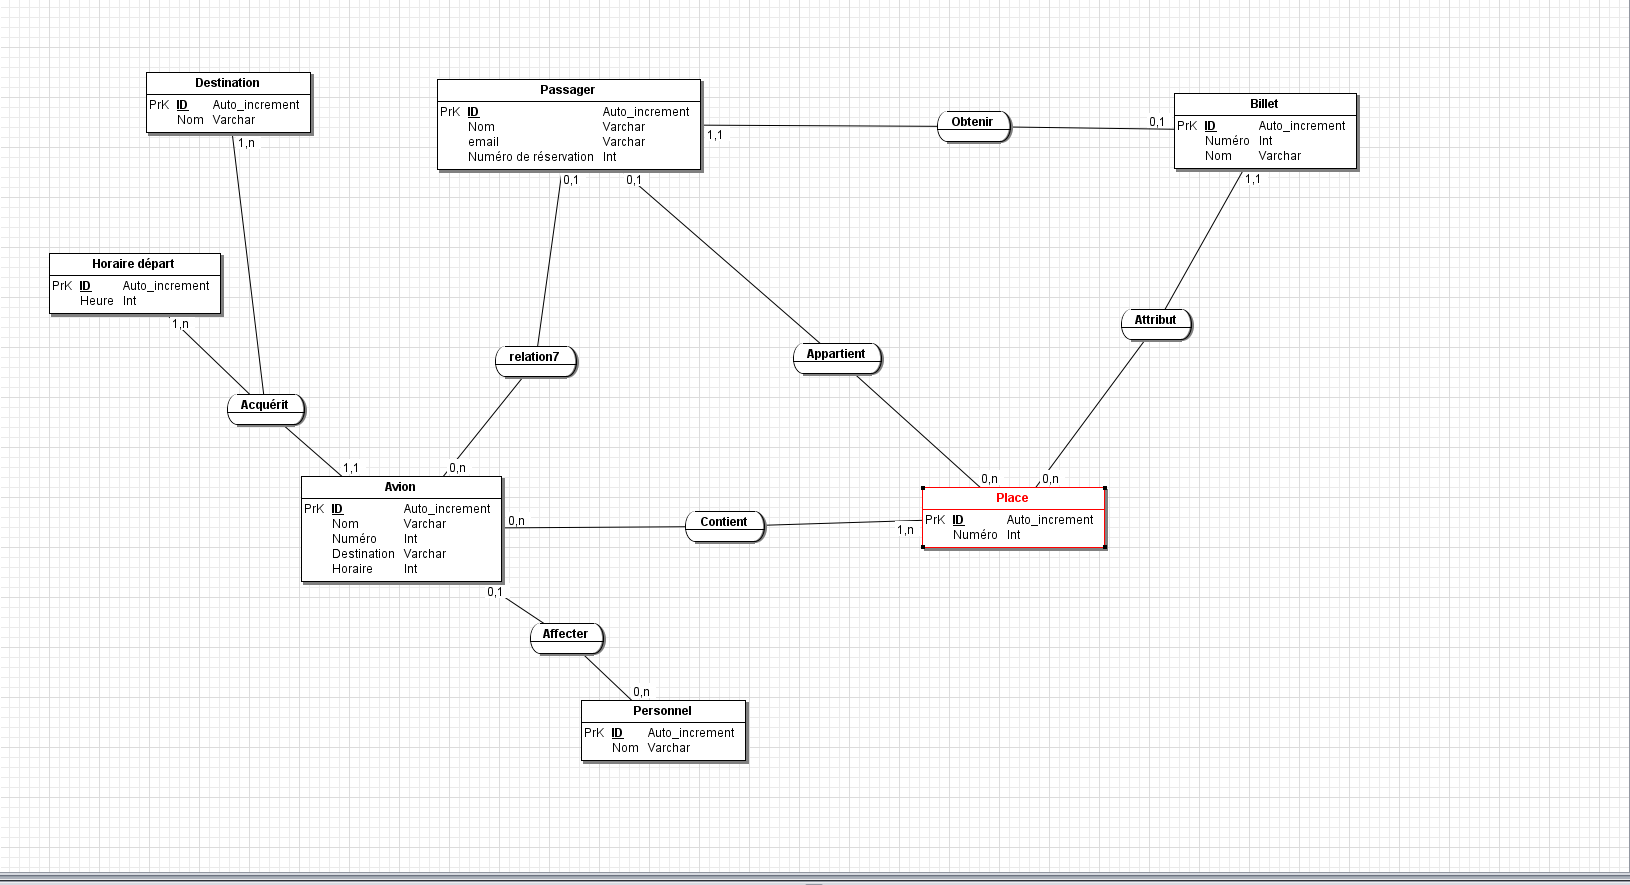 Destination
PrK ID Auto_increment
Nom Varchar
1,n
Passager
PrK ID Auto_increment
Nom Varchar
email Varchar
Numéro de réservation Int
1,1
0,1
0,1
Obtenir
0,1
Billet
PrK ID Auto_increment
Numéro Int
Nom Varchar
1,1
Horaire départ
PrK ID Auto_increment
Heure Int
1,n
Attribut
relation7
Appartient
Acquérit
1,1
0,n
Avion
PrK ID Auto_increment
Nom Varchar
Numéro Int
Destination Varchar
Horaire Int
0,n
0,1
Contient
0,n
0,n
1,n
Place
PrK ID Auto_increment
Numéro Int
Affecter
0,n
Personnel
PrK ID Auto_increment
Nom Varchar